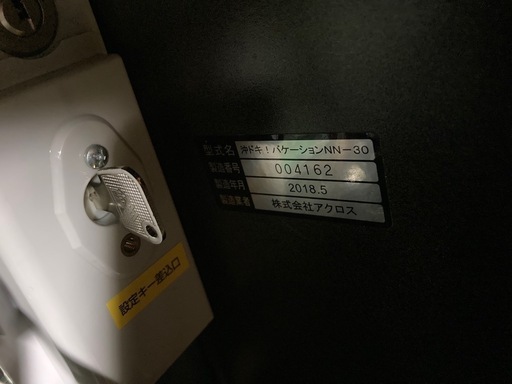 型式名 沖ドキ！バケーションNN-30
製造番号 004162
製造年月 2018.5
製造業者 株式会社アクロス
設定キー差込口